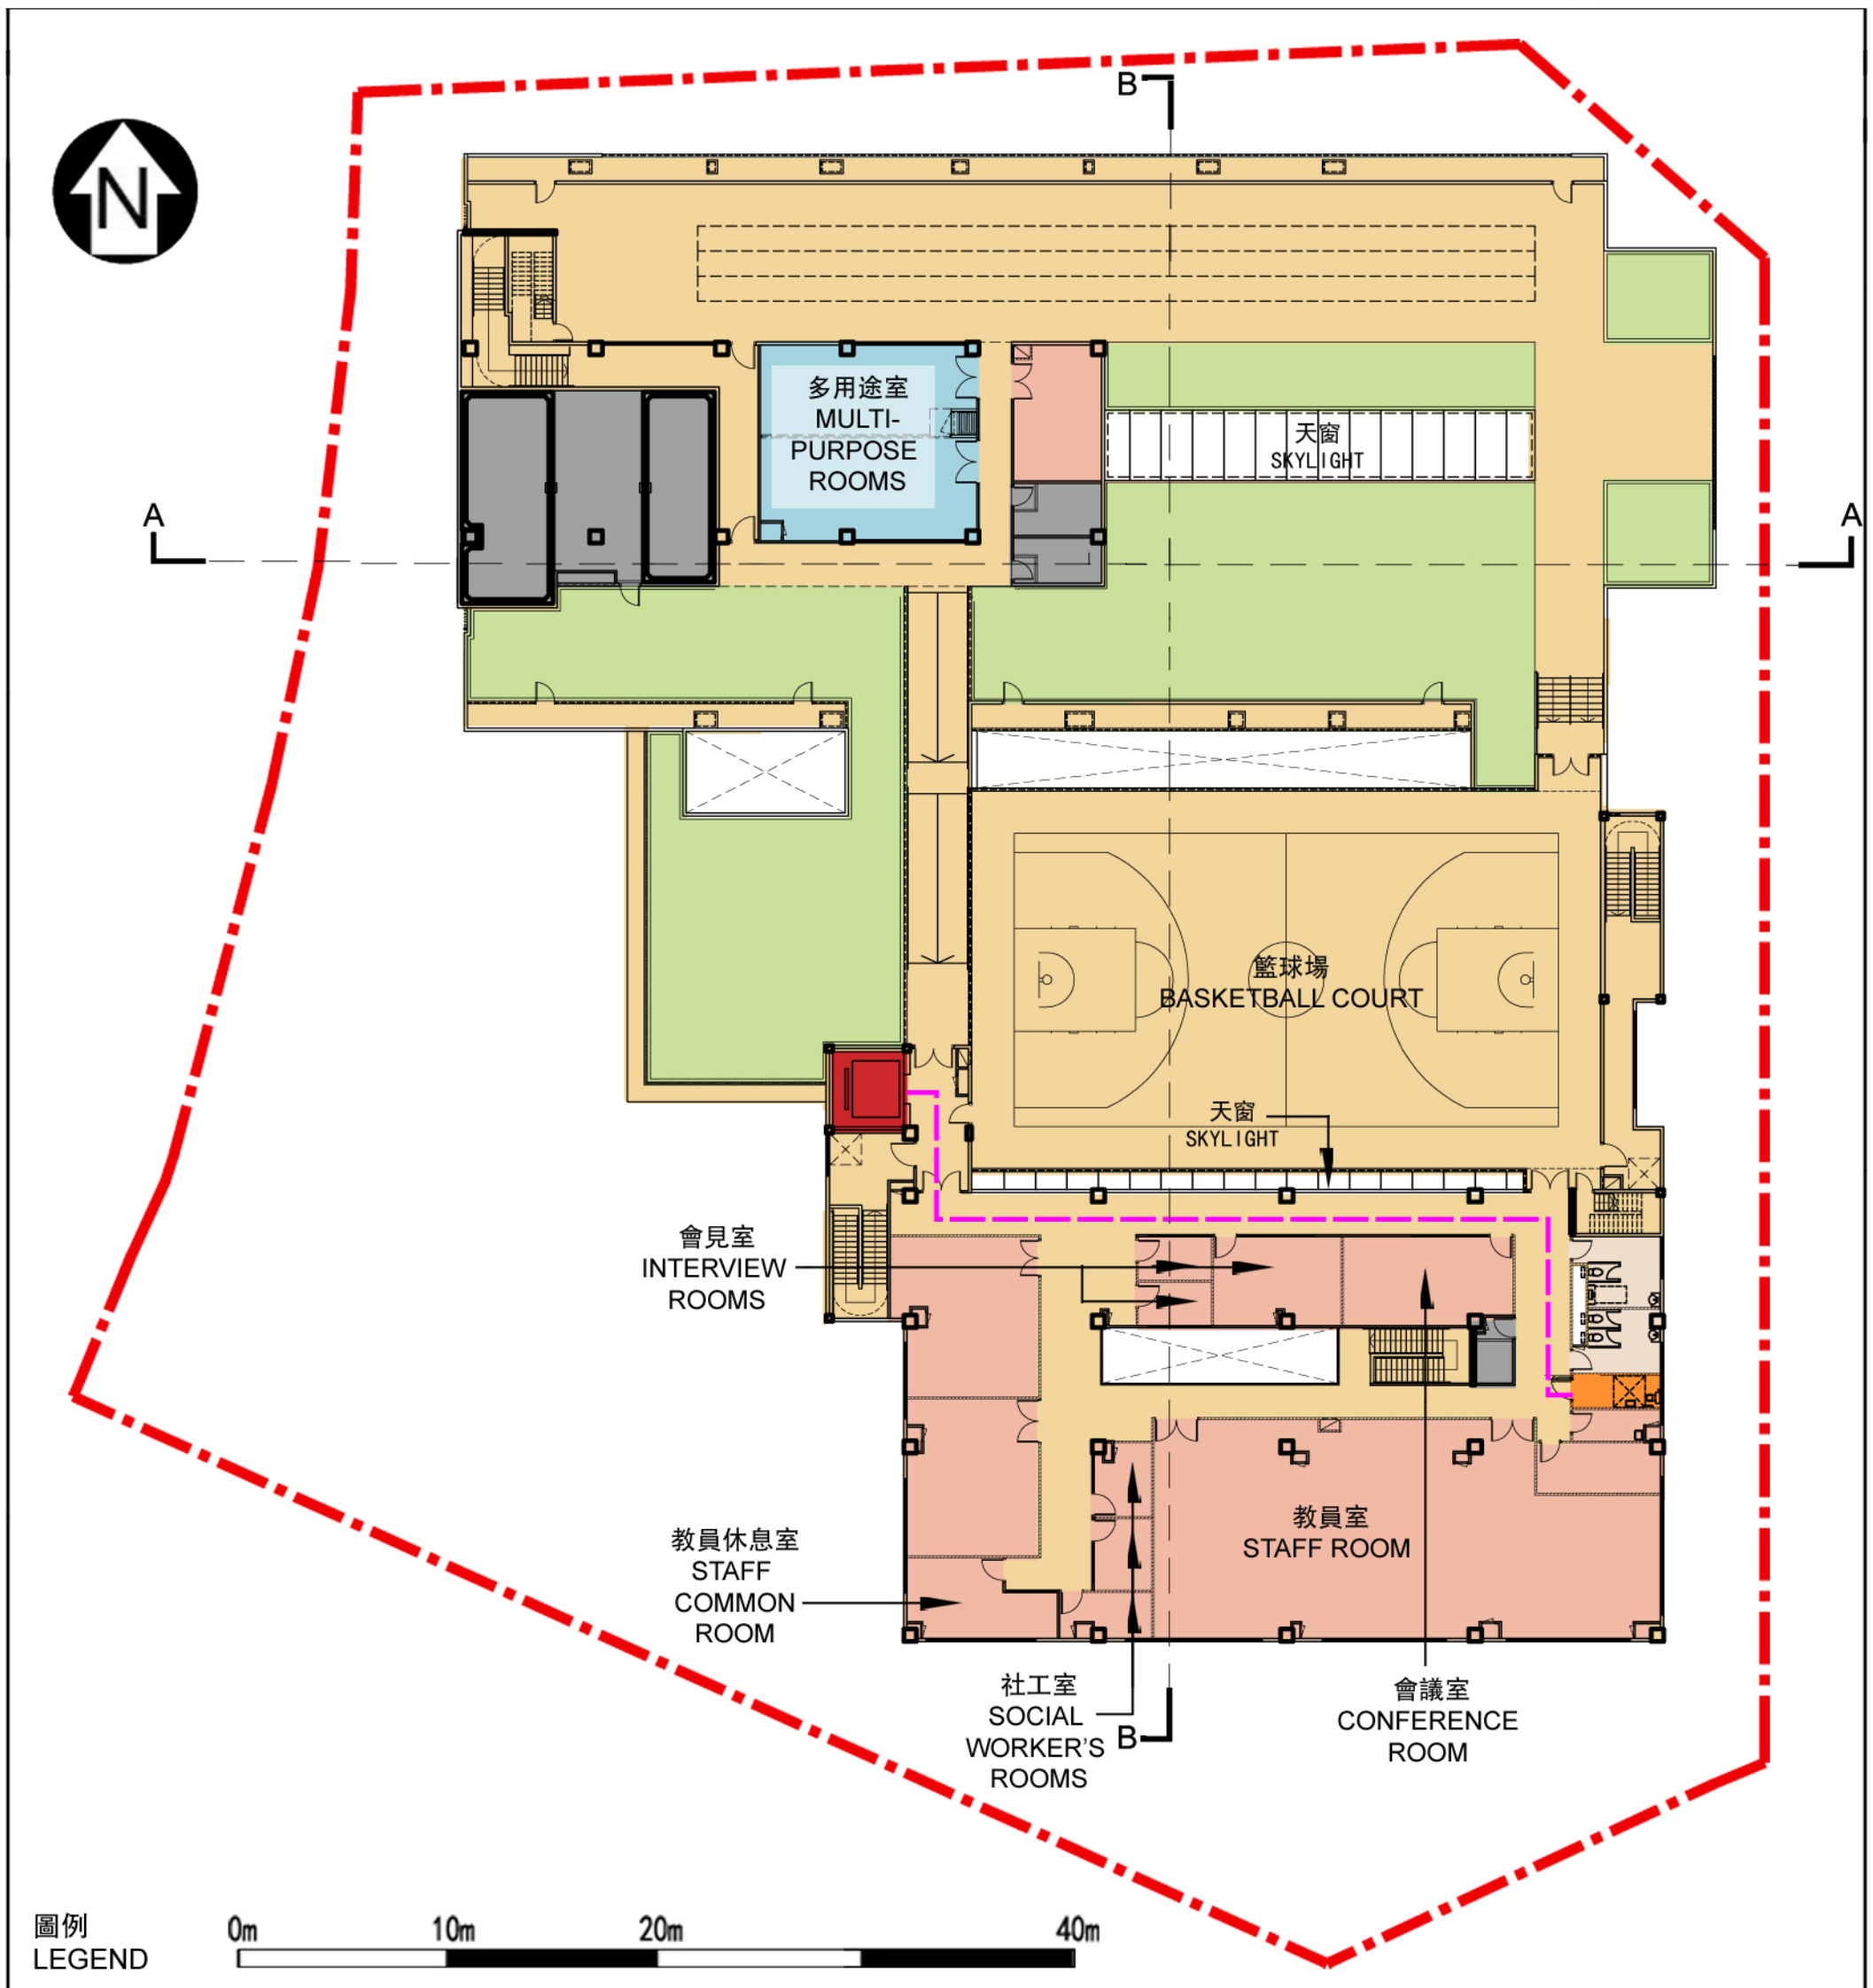 B
N
多用途室
MULTI-
PURPOSE
ROOMS
天窗
SKYLIGHT
A
A
籃球場
BASKETBALL COURT
天窗
SKYLIGHT
會見室
INTERVIEW
ROOMS
教員室
STAFF ROOM
教員休息室
STAFF
COMMON
ROOM
社工室
SOCIAL
WORKER'S
ROOMS
B
會議室
CONFERENCE
ROOM
圖例
LEGEND
0m 10m 20m 40m